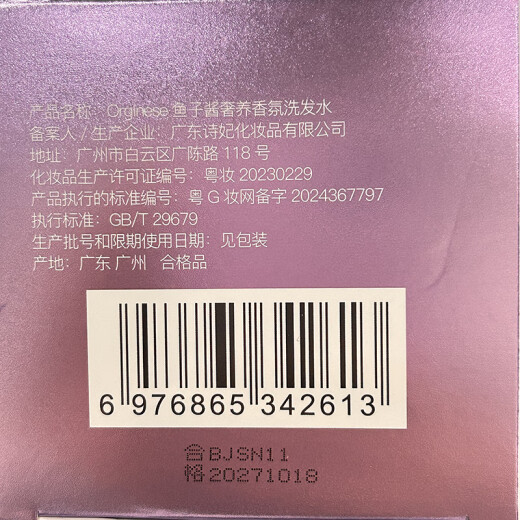 产品名称：Orginese 鱼子酱奢养香氛洗发水
备案人/生产企业：广东诗妃化妆品有限公司
地址：广州市白云区广陈路 118 号
化妆品生产许可证编号：粤妆 20230229
产品执行的标准编号：粤 G 妆网备字 2024367797
执行标准：GB/T 29679
生产批号和限期使用日期：见包装
产地：广东 广州 合格品
6 976865 342613
合 BJSN11
格 20271018